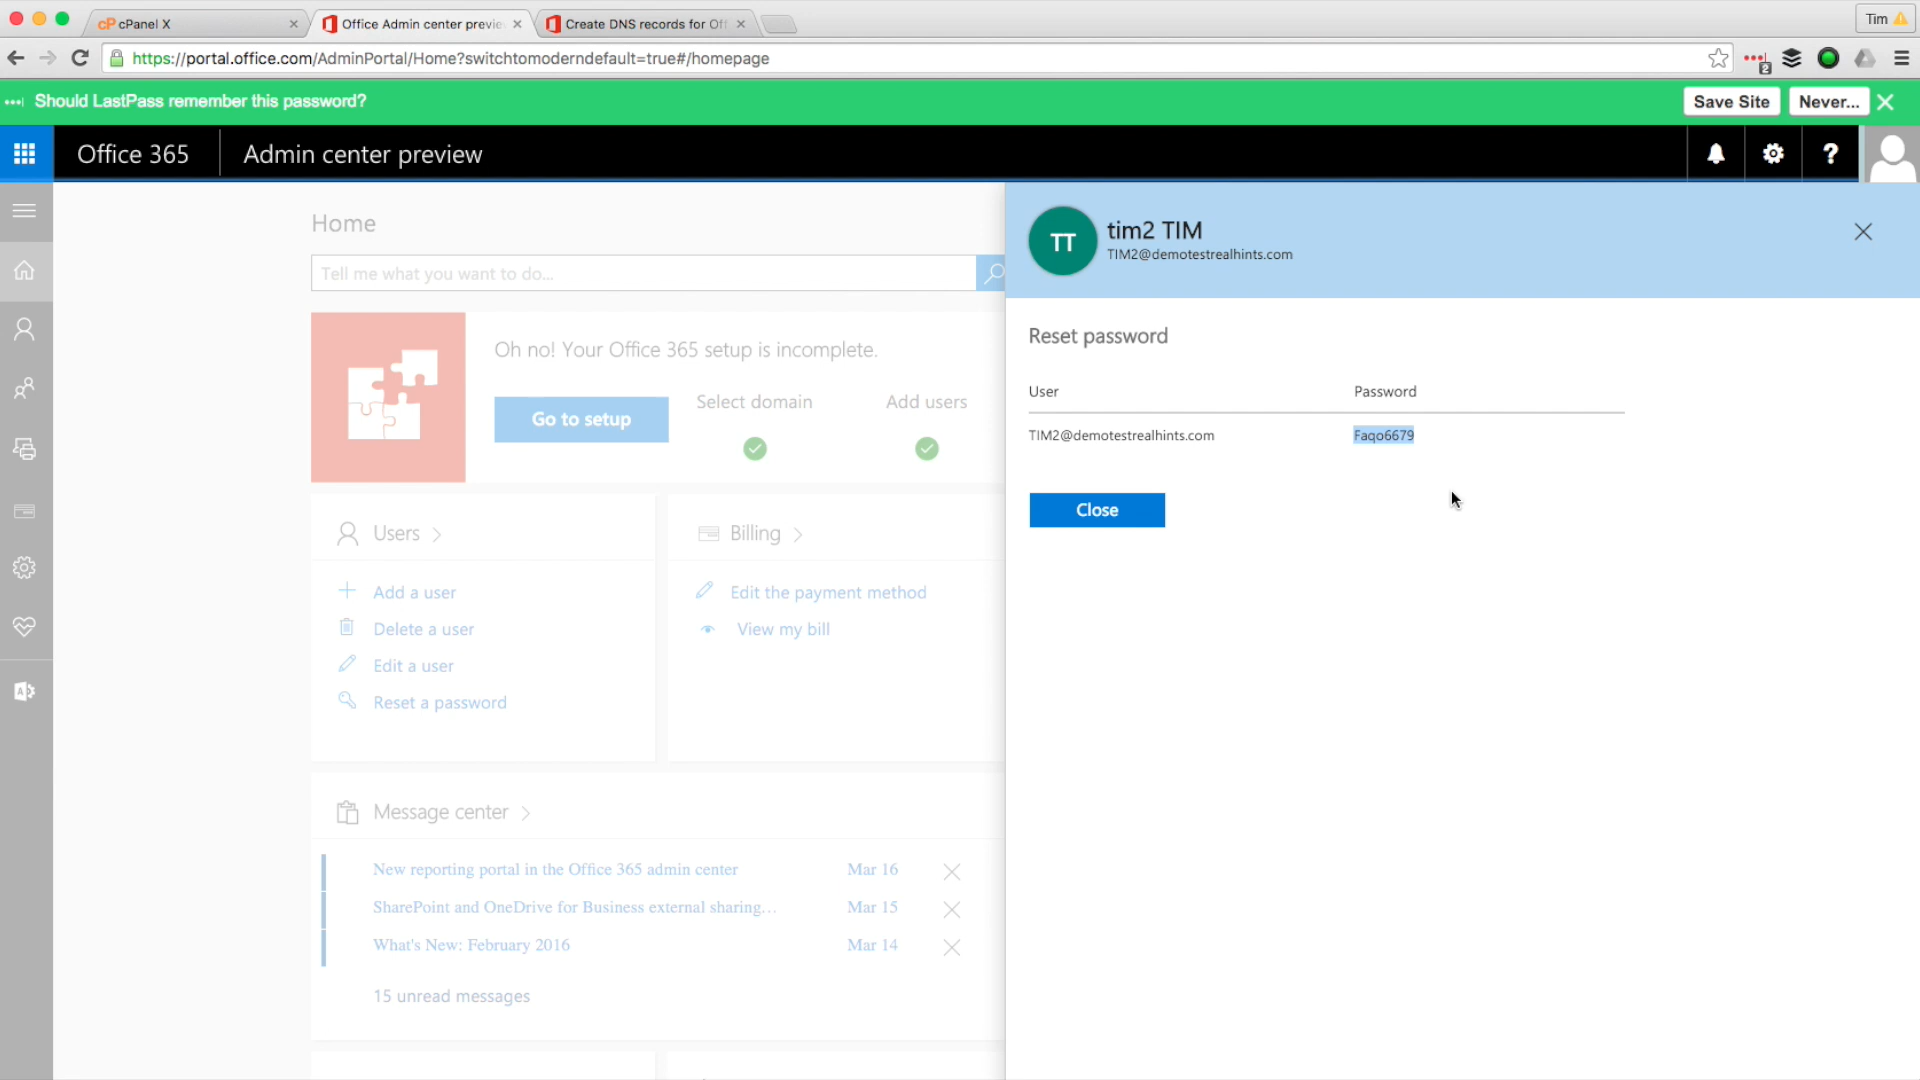 cPanel X
Office Admin center previe
Create DNS records for Off
Tim
https://portal.office.com/AdminPortal/Home?switchtomoderndefault=true#/homepage
2
Should LastPass remember this password?
Save Site
Never...
Office 365
Admin center preview
?
Home
Tell me what you want to do...
Oh no! Your Office 365 setup is incomplete.
Go to setup
Select domain
Add users
Users
Add a user
Delete a user
Edit a user
Reset a password
Billing
Edit the payment method
View my bill
Message center
New reporting portal in the Office 365 admin center
Mar 16
SharePoint and OneDrive for Business external sharing...
Mar 15
What's New: February 2016
Mar 14
15 unread messages
TT
tim2 TIM
TIM2@demotestrealhints.com
Reset password
User
Password
TIM2@demotestrealhints.com
Faqo6679
Close